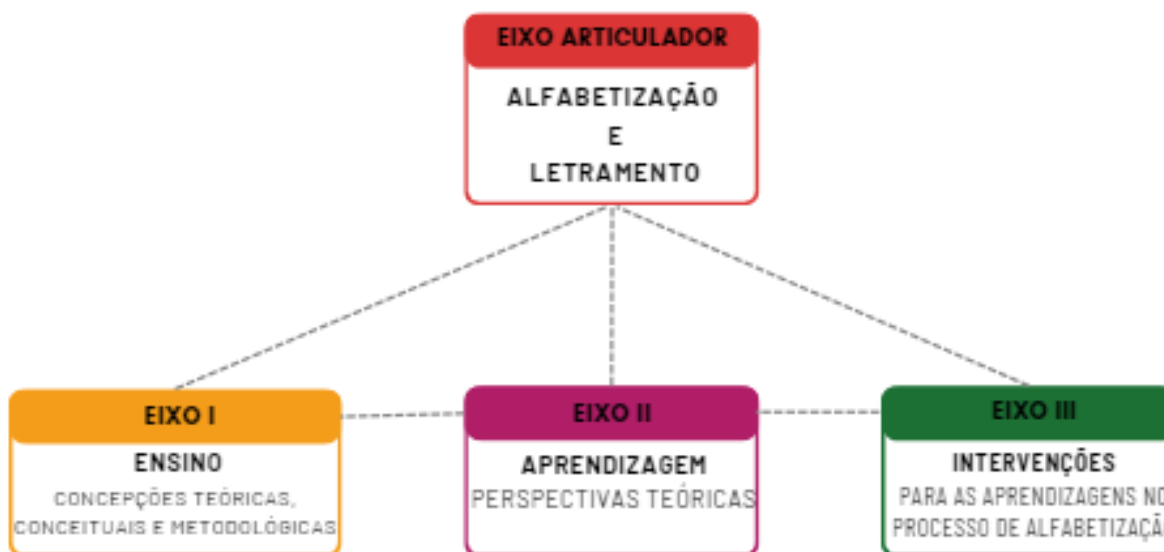 EIXO ARTICULADOR
ALFABETIZAÇÃO
E
LETRAMENTO
EIXO I
ENSINO
CONCEPÇÕES TEÓRICAS,
CONCEITUAIS E METODOLÓGICAS
EIXO II
APRENDIZAGEM
PERSPECTIVAS TEÓRICAS
EIXO III
INTERVENÇÕES
PARA AS APRENDIZAGENS NO
PROCESSO DE